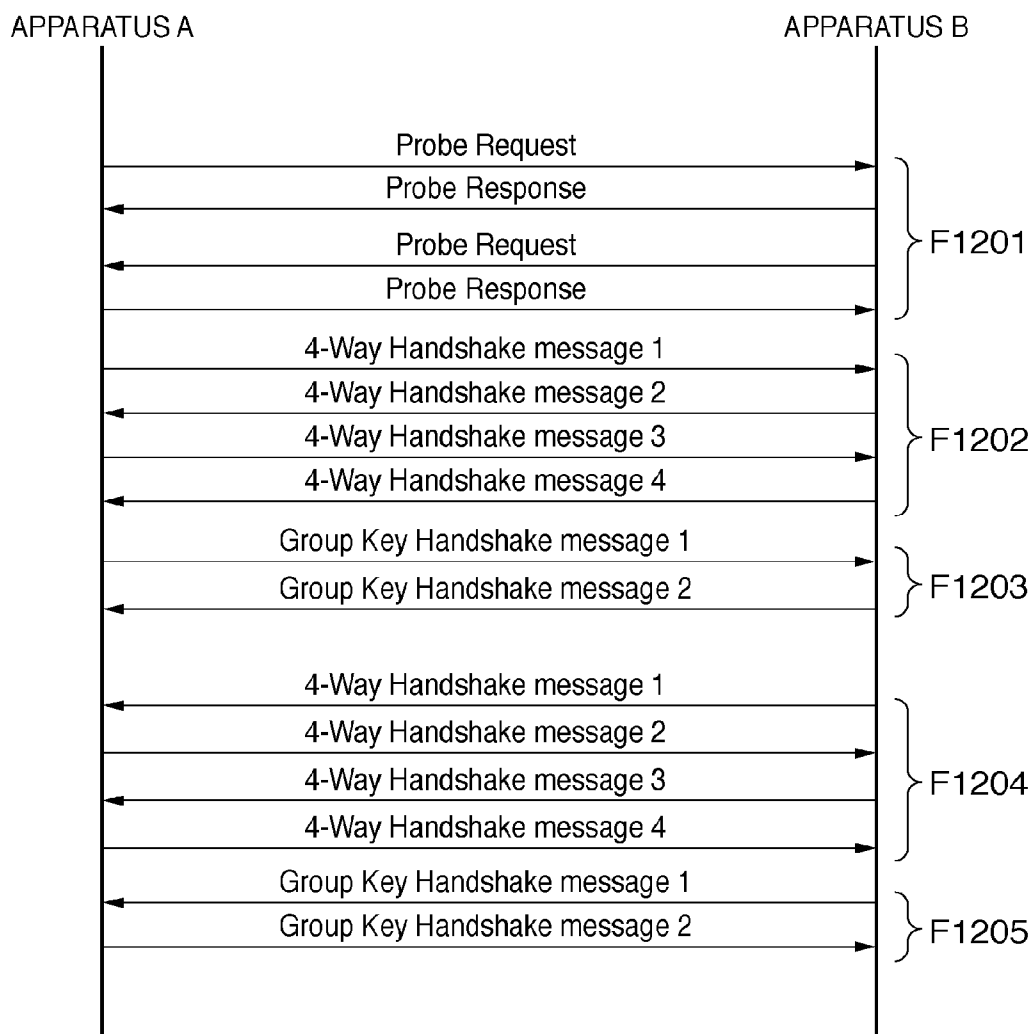 APPARATUS A
APPARATUS B
Probe Request
Probe Response
Probe Request
Probe Response
F1201
4-Way Handshake message 1
4-Way Handshake message 2
4-Way Handshake message 3
4-Way Handshake message 4
F1202
Group Key Handshake message 1
Group Key Handshake message 2
F1203
4-Way Handshake message 1
4-Way Handshake message 2
4-Way Handshake message 3
4-Way Handshake message 4
F1204
Group Key Handshake message 1
Group Key Handshake message 2
F1205